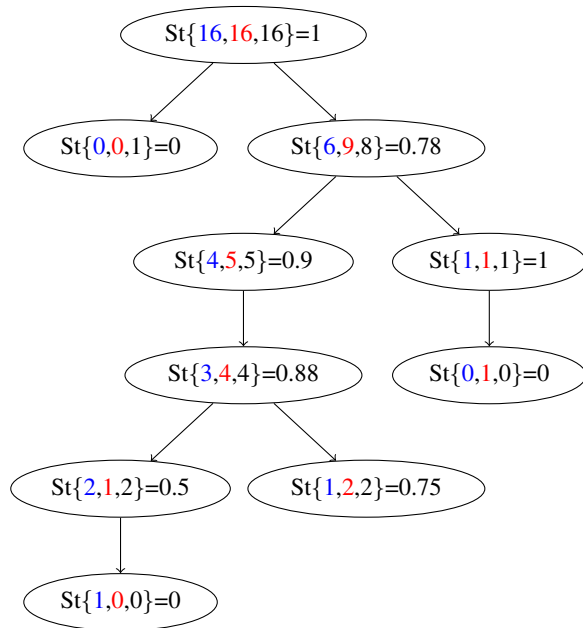 St{16,16,16}=1
St{0,0,1}=0
St{6,9,8}=0.78
St{4,5,5}=0.9
St{1,1,1}=1
St{3,4,4}=0.88
St{0,1,0}=0
St{2,1,2}=0.5
St{1,2,2}=0.75
St{1,0,0}=0